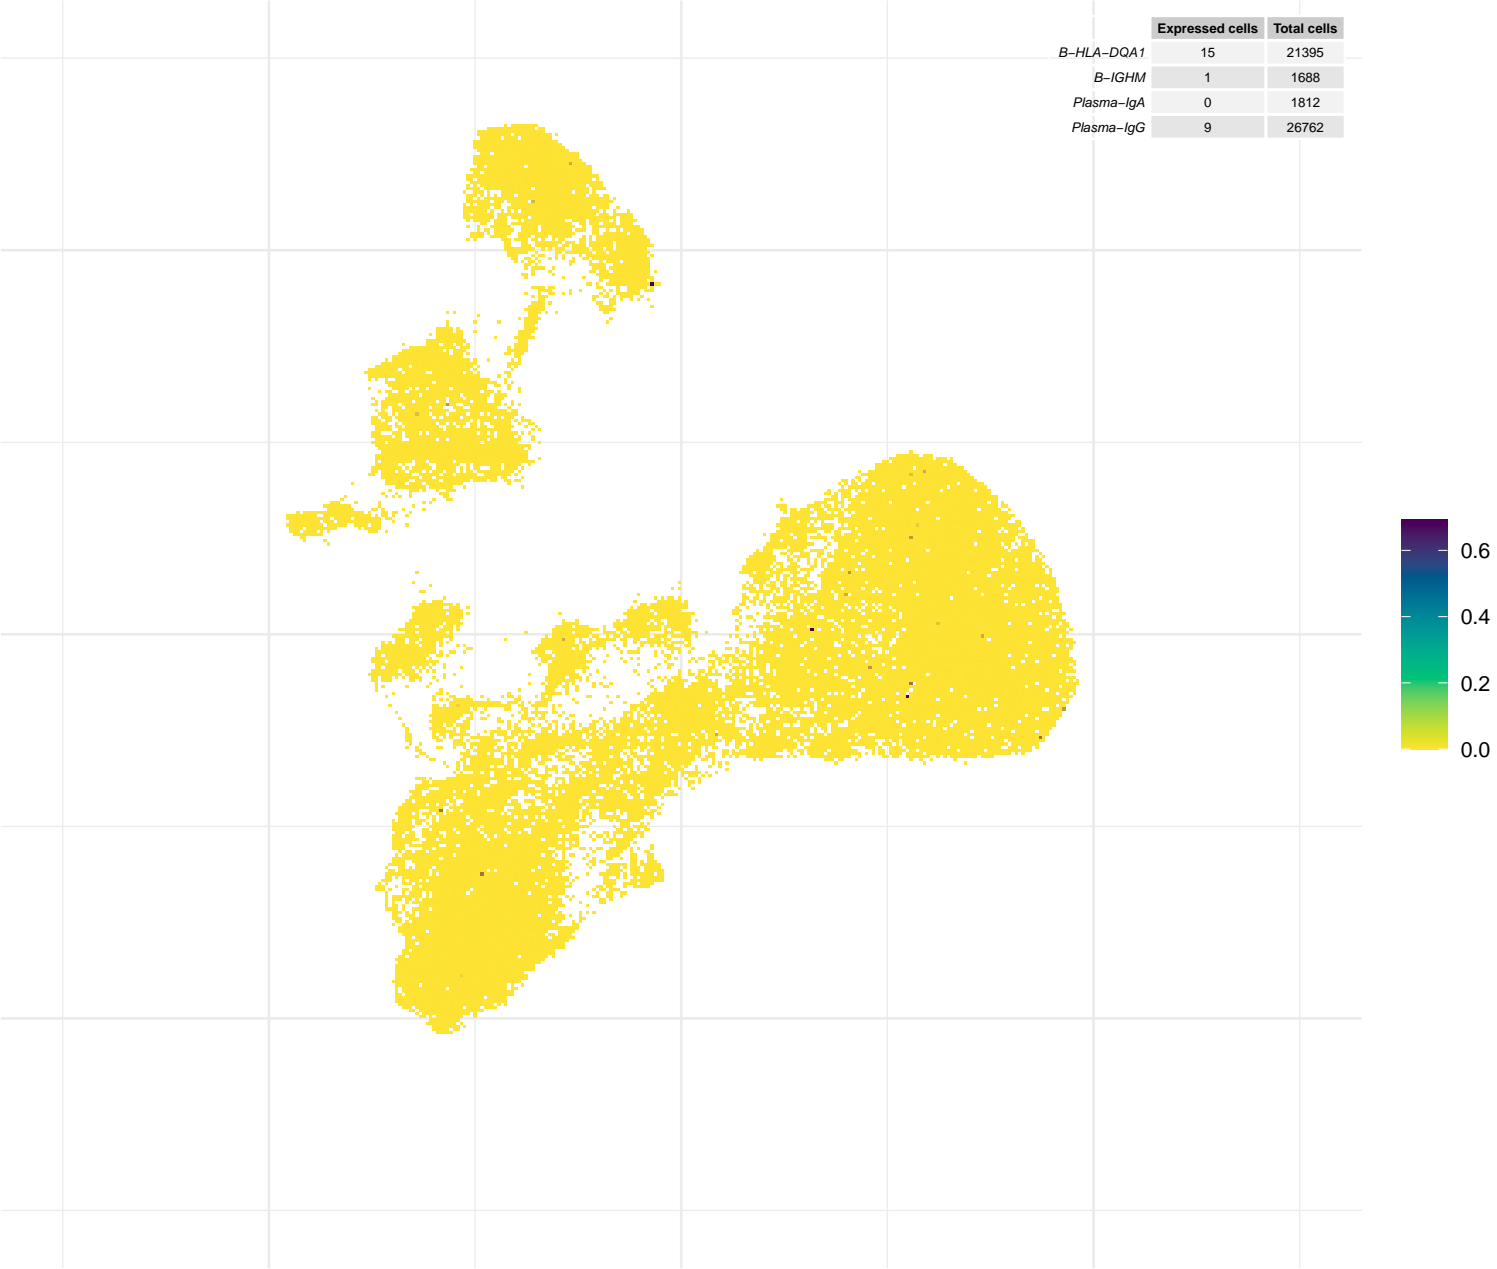 Expressed cells Total cells
B−HLA−DQA1 15 21395
B−IGHM 1 1688
Plasma−IgA 0 1812
Plasma−IgG 9 26762
0.6
0.4
0.2
0.0